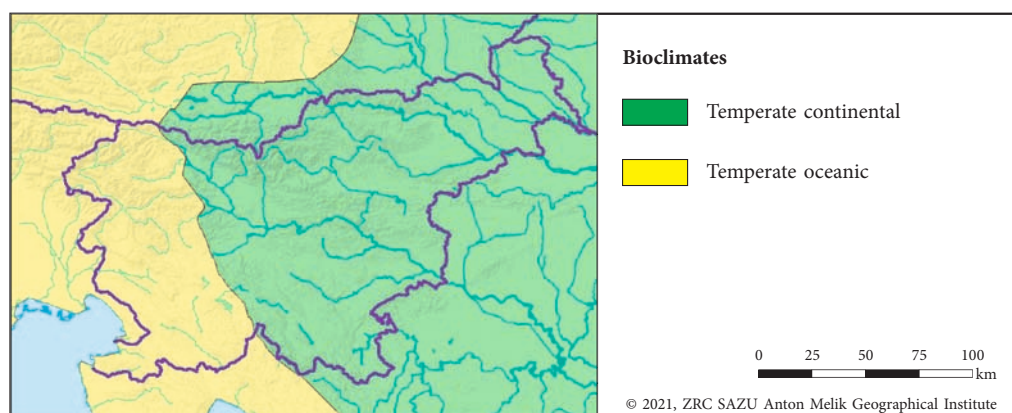 Bioclimates
Temperate continental
Temperate oceanic
0 25 50 75 100
km
© 2021, ZRC SAZU Anton Melik Geographical Institute